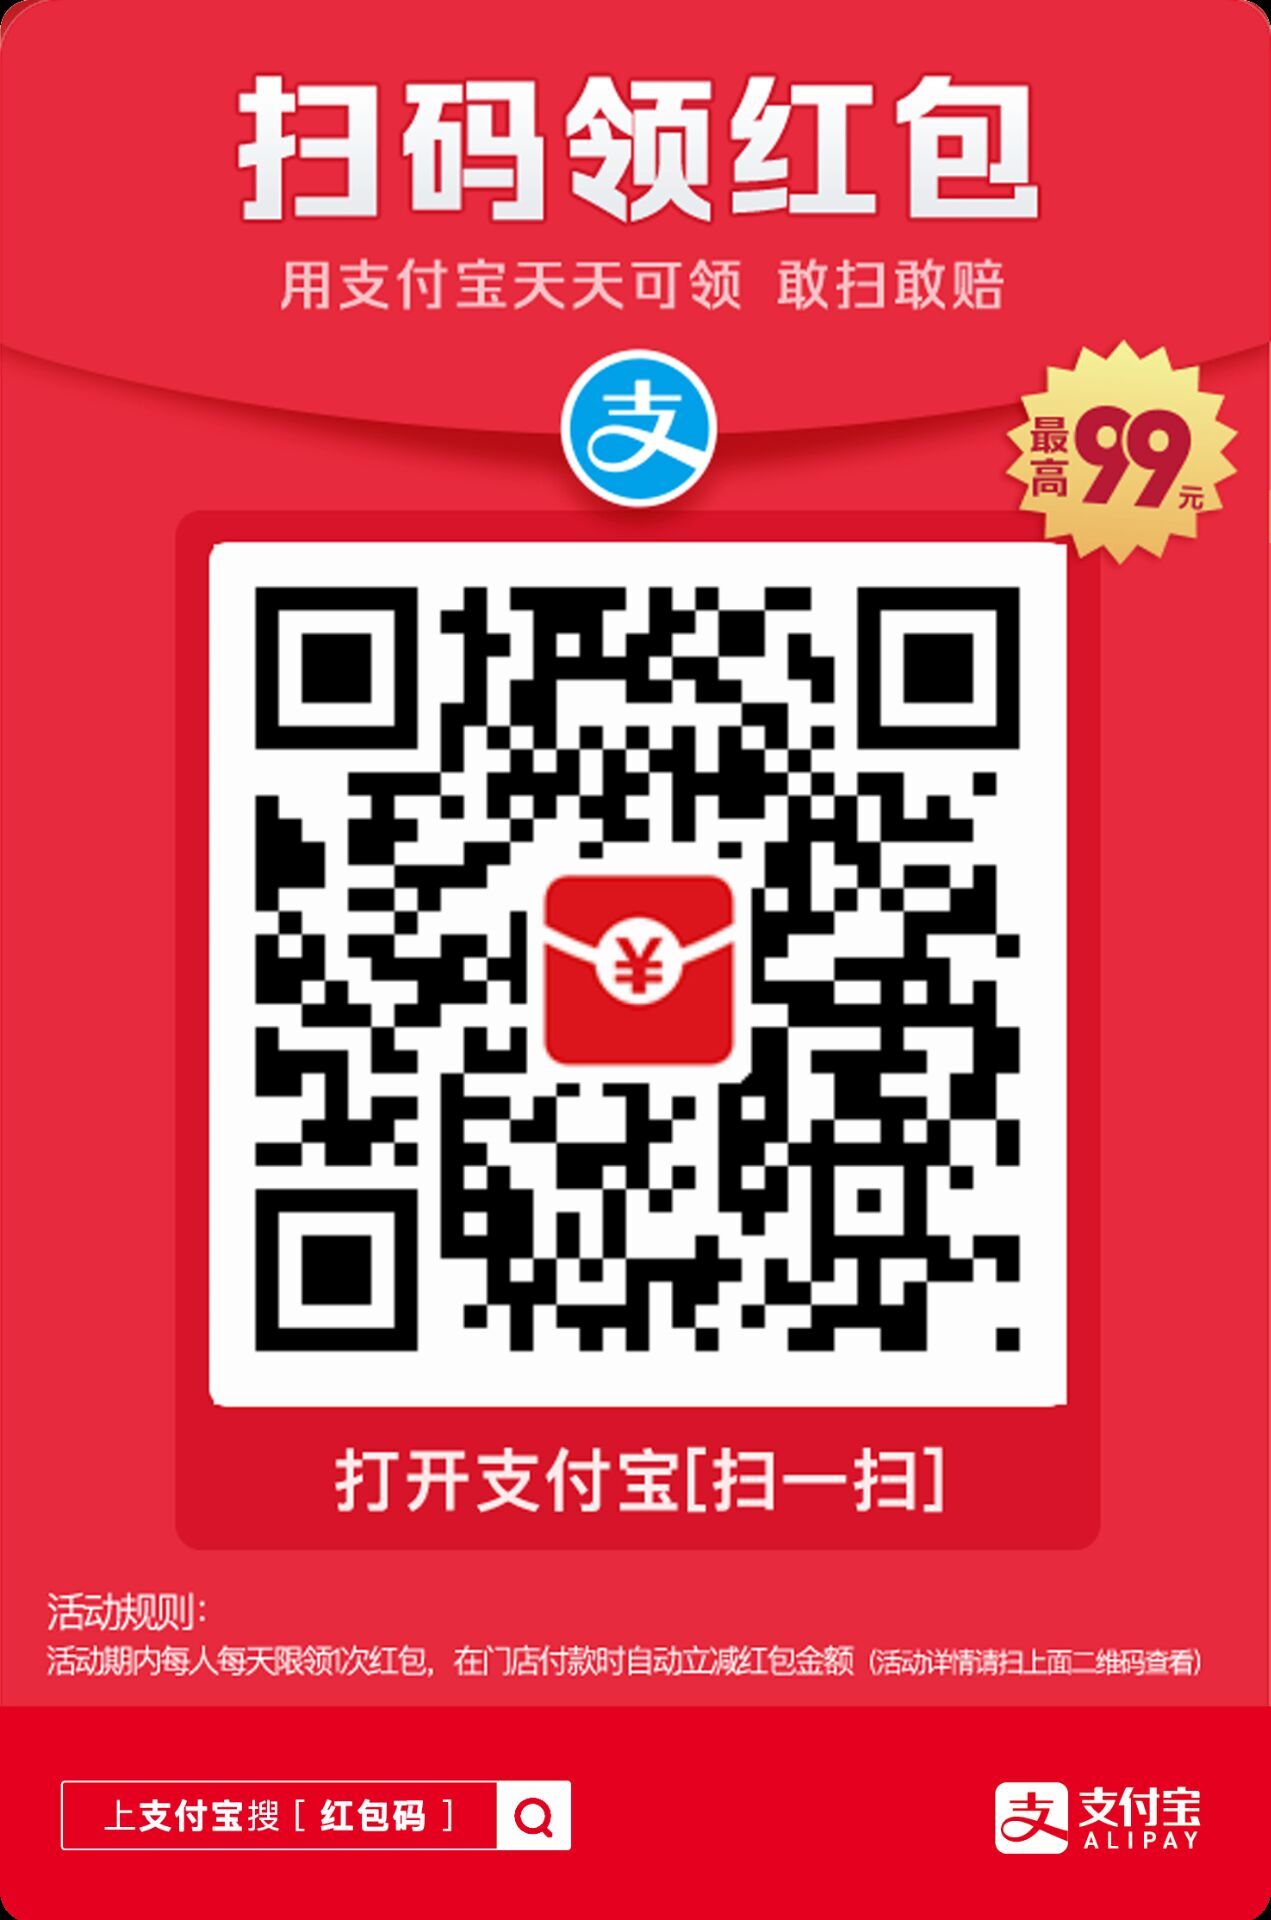 扫码领红包
用支付宝天天可领 敢扫敢赔
支
最高99元
¥
打开支付宝[扫一扫]
活动规则：
活动期内每人每天限领1次红包，在门店付款时自动立减红包金额（活动详情请扫上面二维码查看）
上支付宝搜 [ 红包码 ]
支 支付宝
ALIPAY